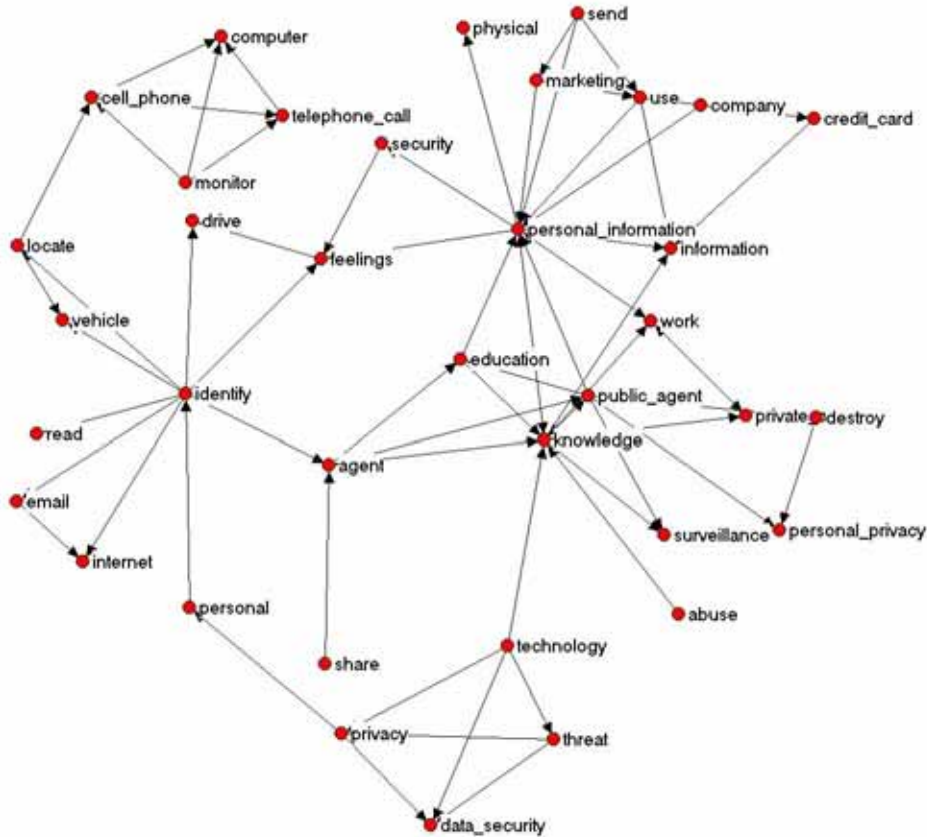 send
physical
computer
marketing
cell_phone
use
company
telephone_call
credit_card
security
monitor
drive
personal_information
locate
information
feelings
vehicle
work
education
identify
public_agent
private_
destroy
read
knowledge
agent
email
surveillance
personal_privacy
internet
personal
abuse
technology
share
privacy
threat
data_security